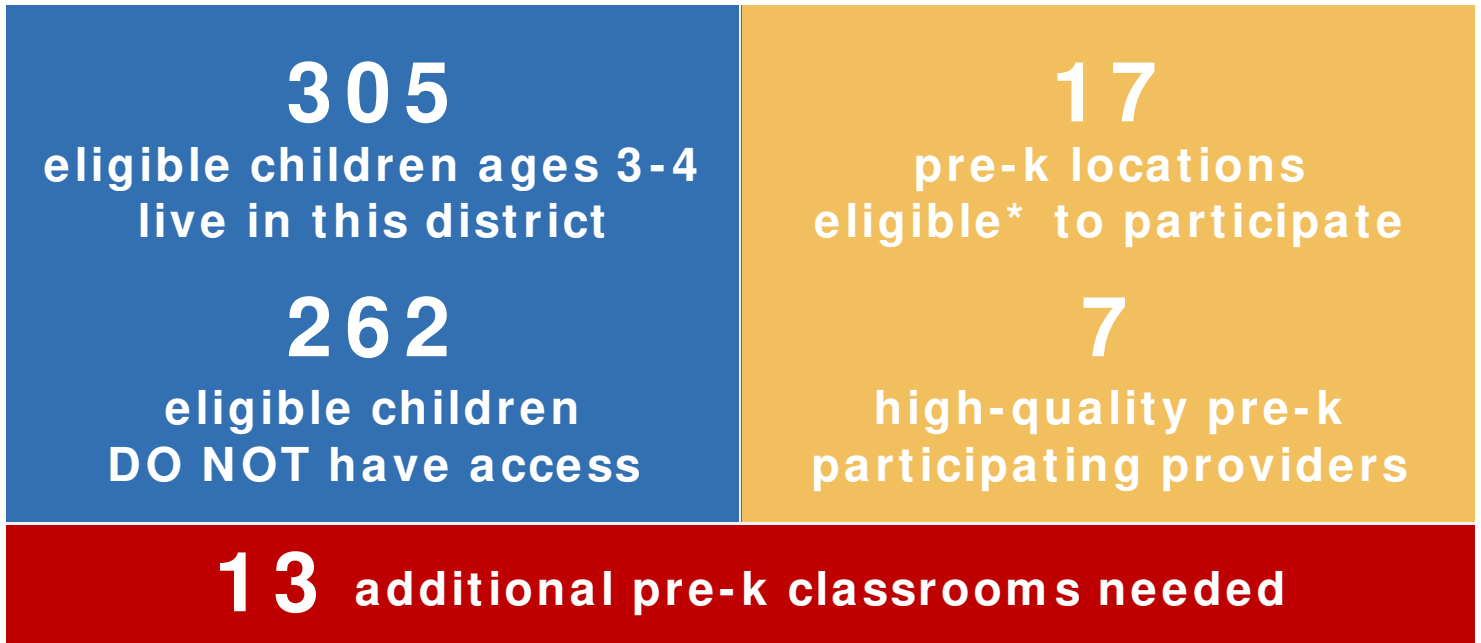 305
eligible children ages 3-4
live in this district
262
eligible children
DO NOT have access
17
pre-k locations
eligible* to participate
7
high-quality pre-k
participating providers
13 additional pre-k classrooms needed